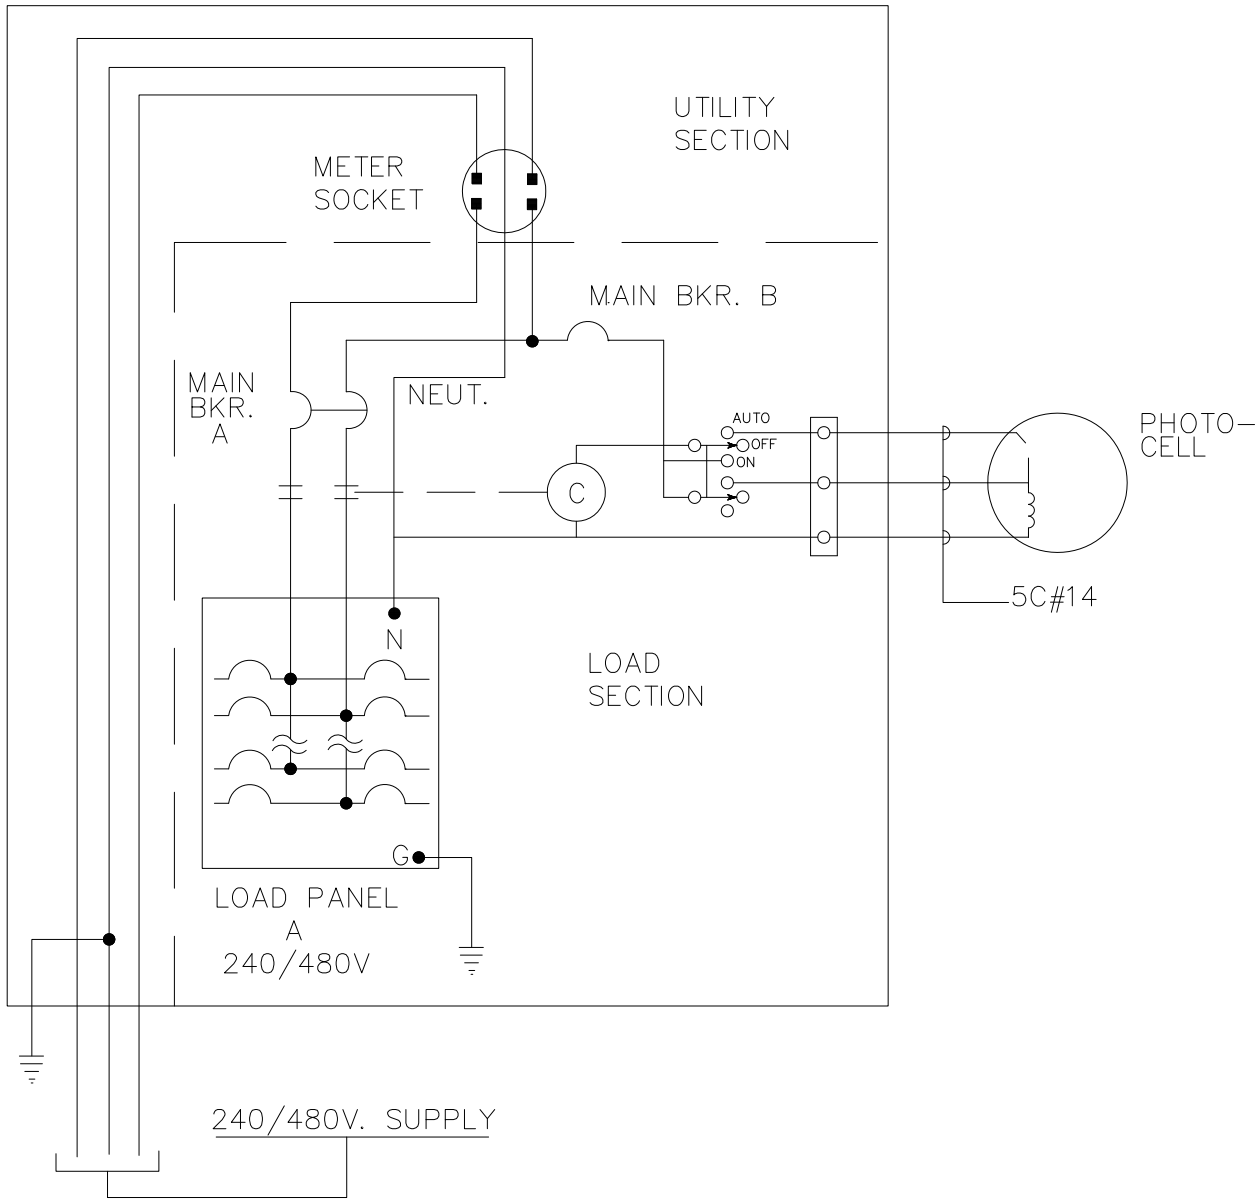 UTILITY
SECTION
METER
SOCKET
MAIN BKR. B
MAIN
BKR.
A
NEUT.
AUTO
OFF
ON
PHOTO-
CELL
C
5C#14
N
LOAD
SECTION
G
LOAD PANEL
A
240/480V
240/480V. SUPPLY